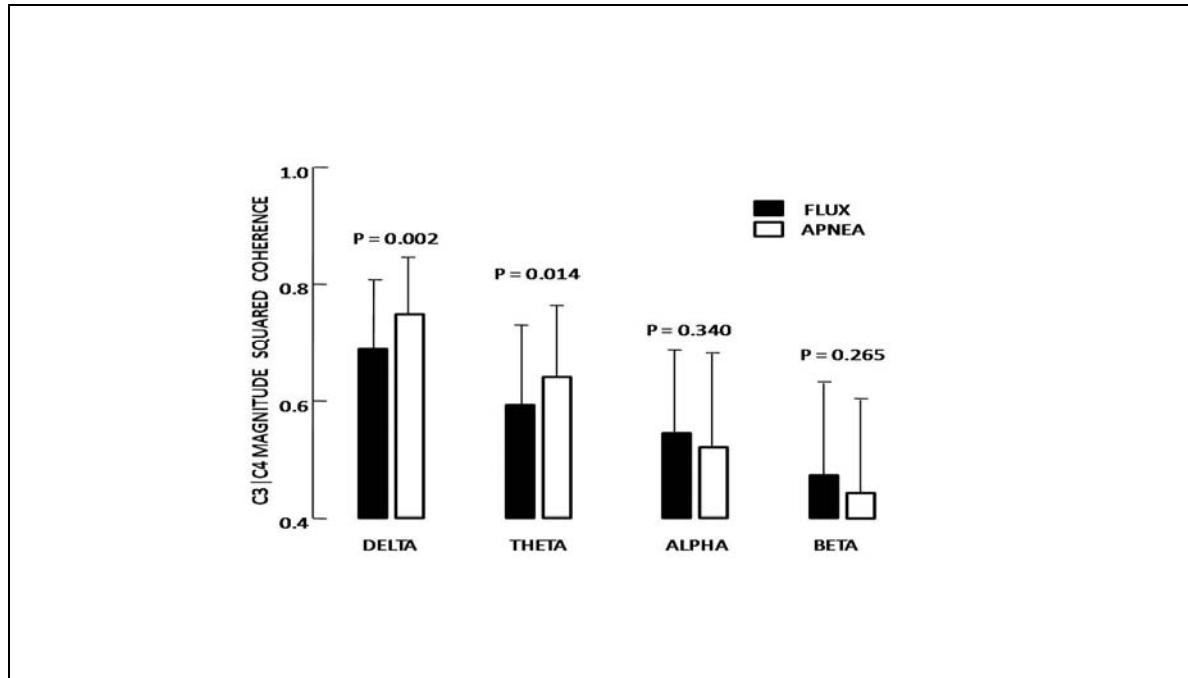 C3|C4 MAGNITUDE SQUARED COHERENCE
1.0
0.8
0.6
0.4
FLUX
APNEA
P = 0.002
P = 0.014
P = 0.340
P = 0.265
DELTA
THETA
ALPHA
BETA